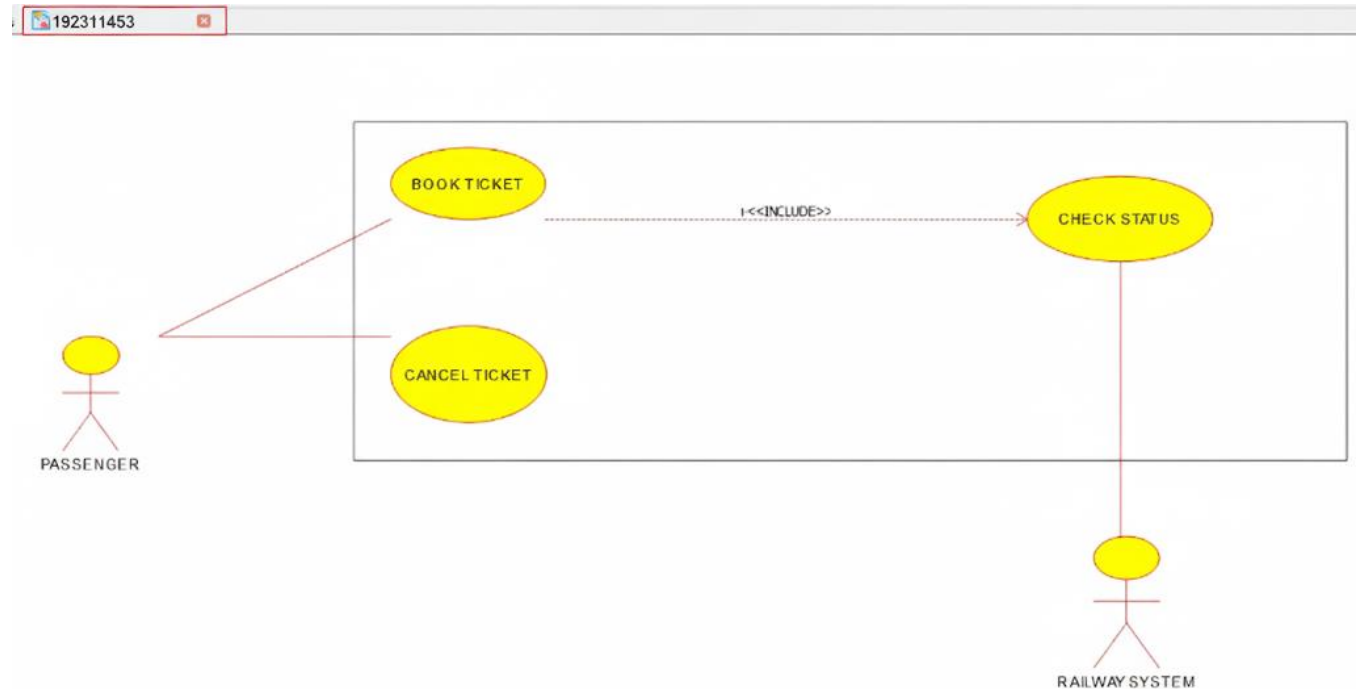 192311453
BOOK TICKET
<<INCLUDE>>
CHECK STATUS
CANCEL TICKET
PASSENGER
RAILWAY SYSTEM